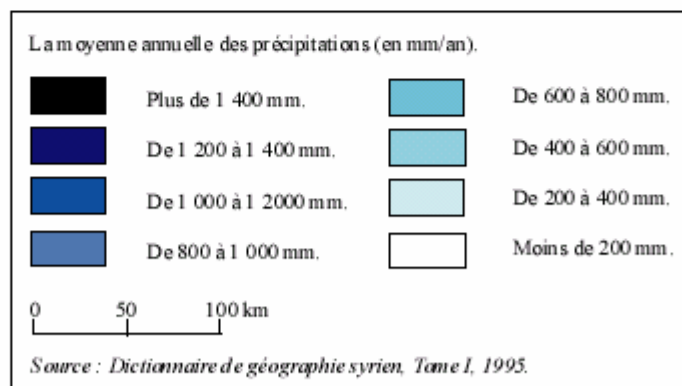 La moyenne annuelle des précipitations (en mm/an).
Plus de 1 400 mm.
De 1 200 à 1 400 mm.
De 1 000 à 1 2000 mm.
De 800 à 1 000 mm.
De 600 à 800 mm.
De 400 à 600 mm.
De 200 à 400 mm.
Moins de 200 mm.
0 50 100 km
Source : Dictionnaire de géographie syrien, Tome I, 1995.